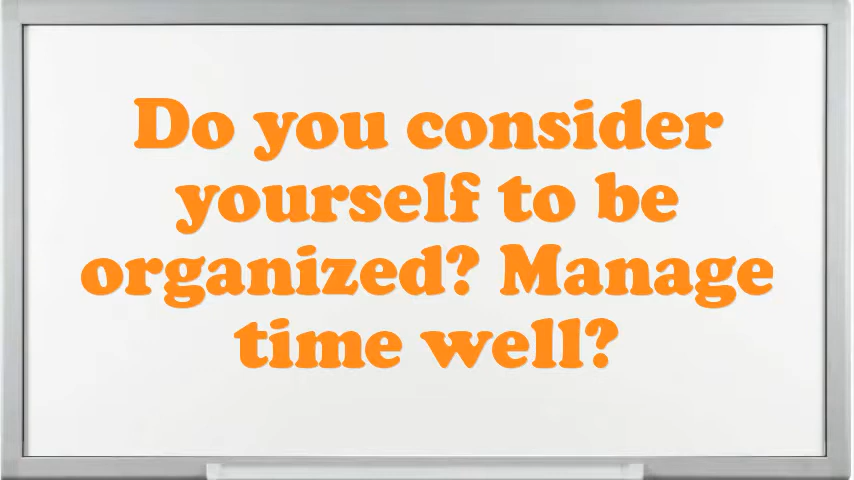 Do you consider
yourself to be
organized? Manage
time well?